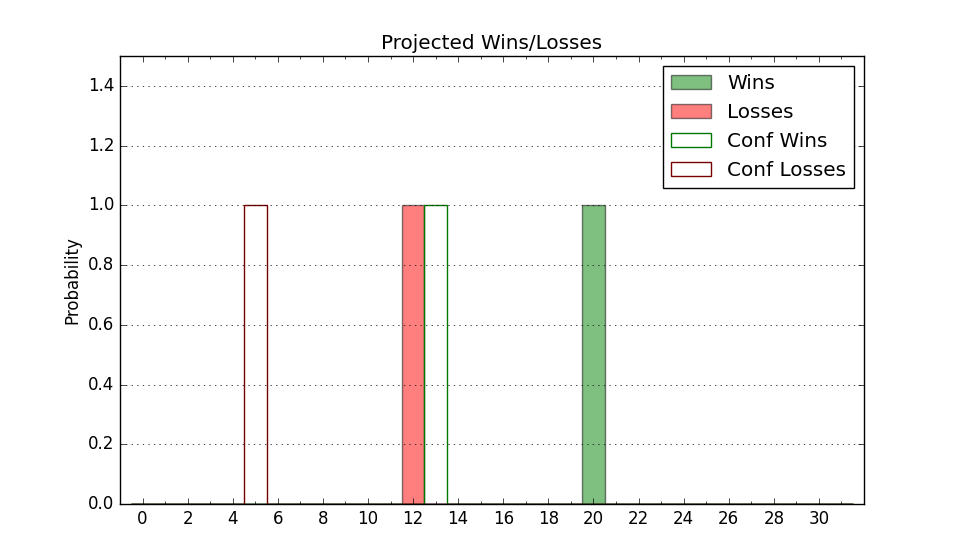 Projected Wins/Losses
Wins
Losses
Conf Wins
Conf Losses
Probability
1.4
1.2
1.0
0.8
0.6
0.4
0.2
0.0
0 2 4 6 8 10 12 14 16 18 20 22 24 26 28 30